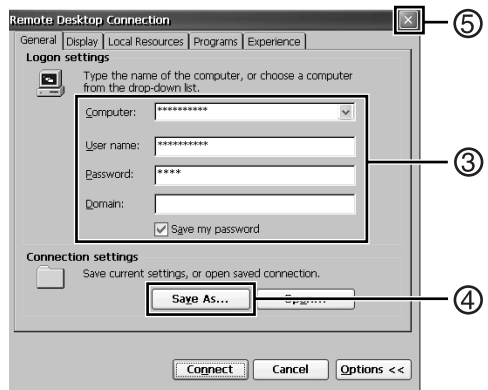 Remote Desktop Connection
⑤
General Display Local Resources Programs Experience
Logon settings
Type the name of the computer, or choose a computer
from the drop-down list.
Computer: **********
User name: **********
③
Password: ****
Domain:
Save my password
Connection settings
Save current settings, or open saved connection.
Save As...
④
Connect Cancel Options <<